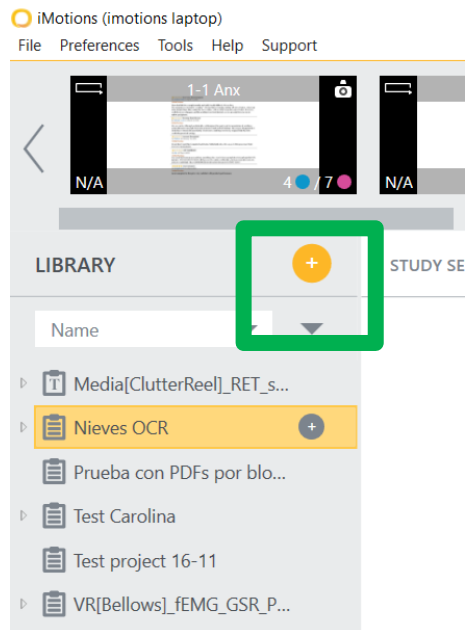 iMotions (imotions laptop)
File Preferences Tools Help Support
1-1 Anx
N/A
4 / 7
N/A
LIBRARY
+
STUDY SE
Name
T Media[ClutterReel]_RET_s...
Nieves OCR +
Prueba con PDFs por blo...
Test Carolina
Test project 16-11
VR[Bellows]_fEMG_GSR_P...